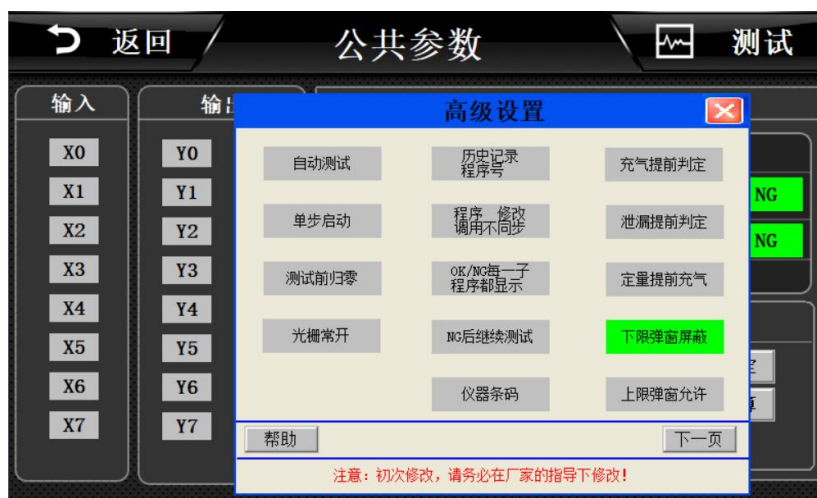 返回
公共参数
测试
输入
输出
X0
X1
X2
X3
X4
X5
X6
X7
Y0
Y1
Y2
Y3
Y4
Y5
Y6
Y7
NG
NG
高级设置
自动测试
历史记录
程序号
充气提前判定
单步启动
程序 修改
调用不同步
泄漏提前判定
测试前归零
OK/NG每一子
程序都显示
定量提前充气
光栅常开
NG后继续测试
下限弹窗屏蔽
仪器条码
上限弹窗允许
帮助
下一页
注意：初次修改，请务必在厂家的指导下修改！